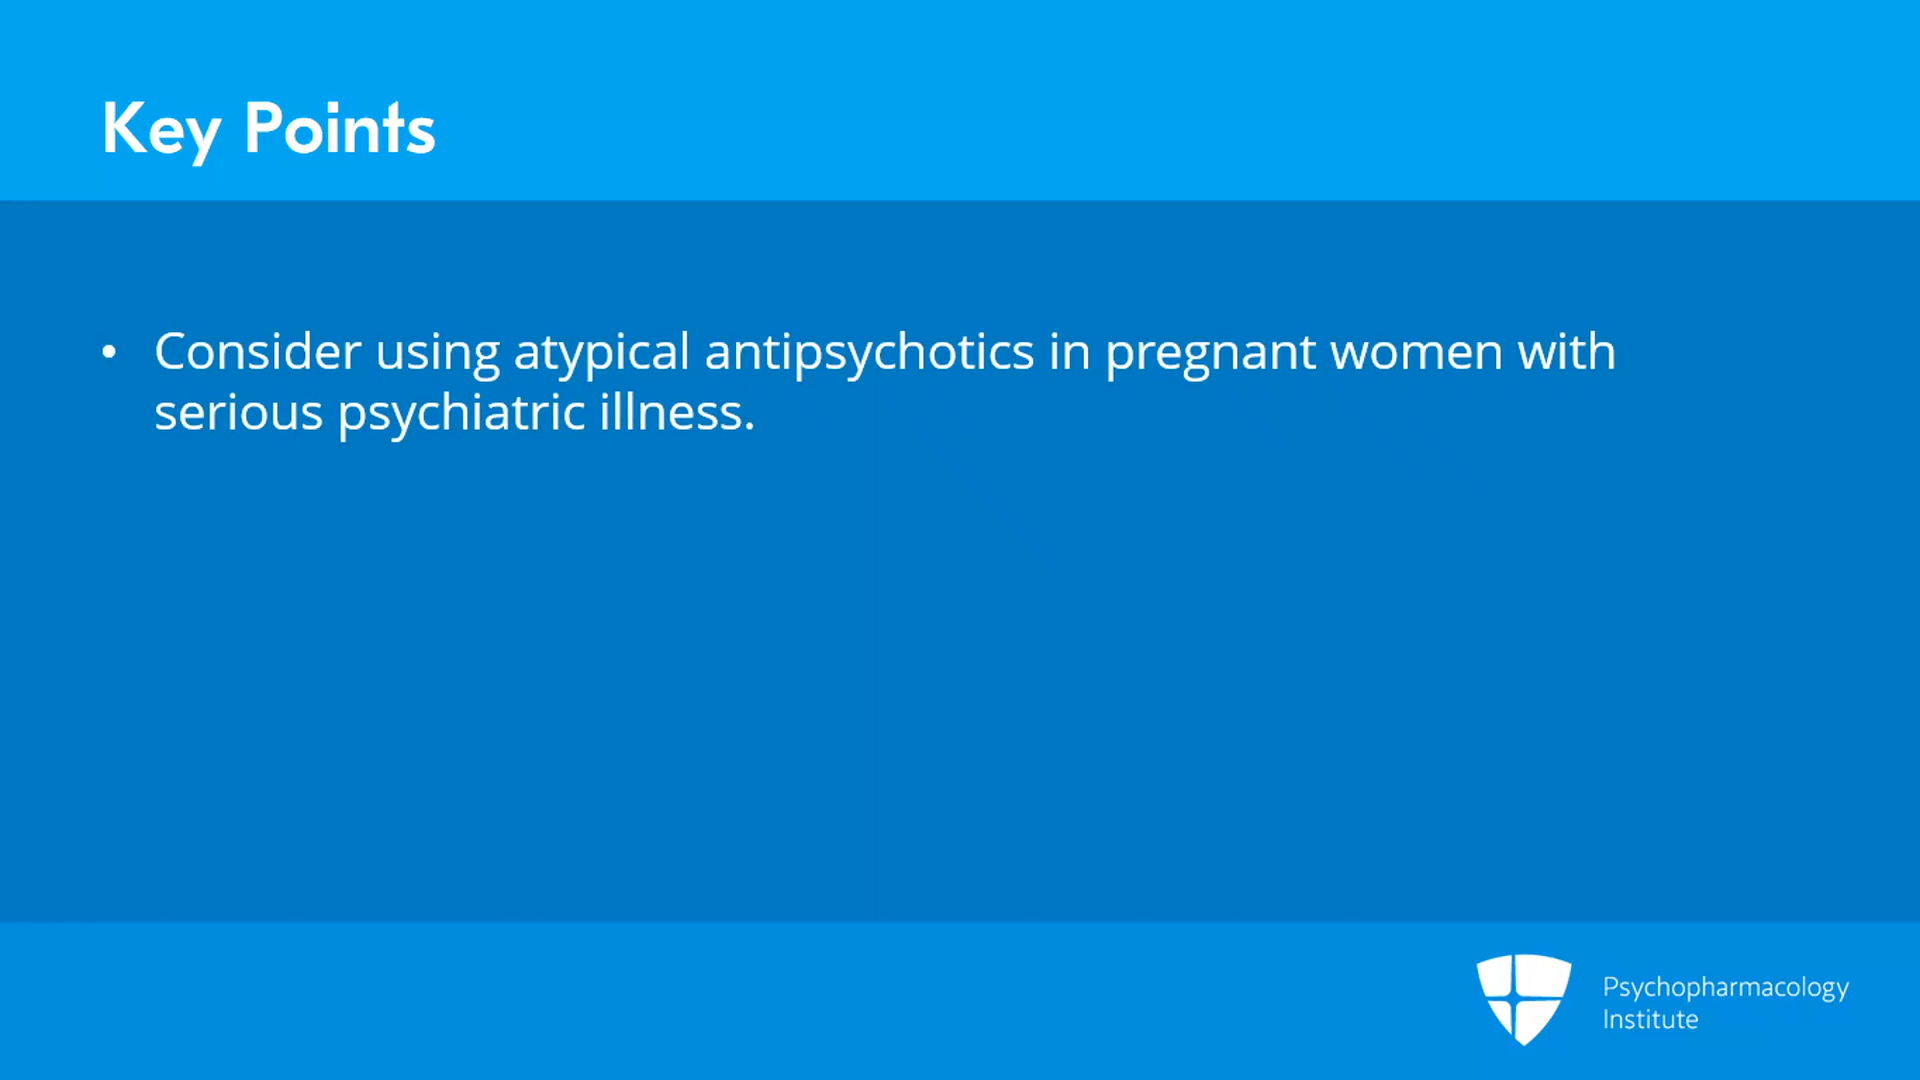 Key Points
• Consider using atypical antipsychotics in pregnant women with
serious psychiatric illness.
Psychopharmacology
Institute